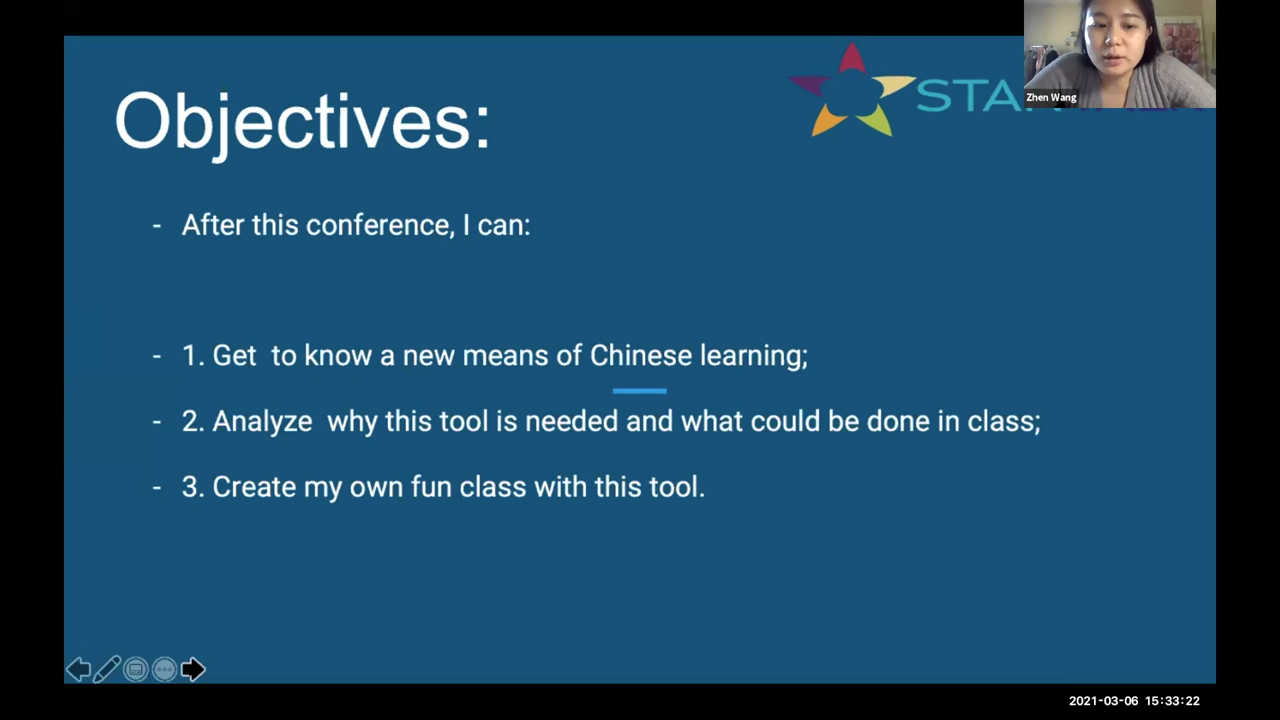 Objectives:
STA
Zhen Wang
- After this conference, I can:
- 1. Get  to know a new means of Chinese learning;
- 2. Analyze  why this tool is needed and what could be done in class;
- 3. Create my own fun class with this tool.
2021-03-06 15:33:22